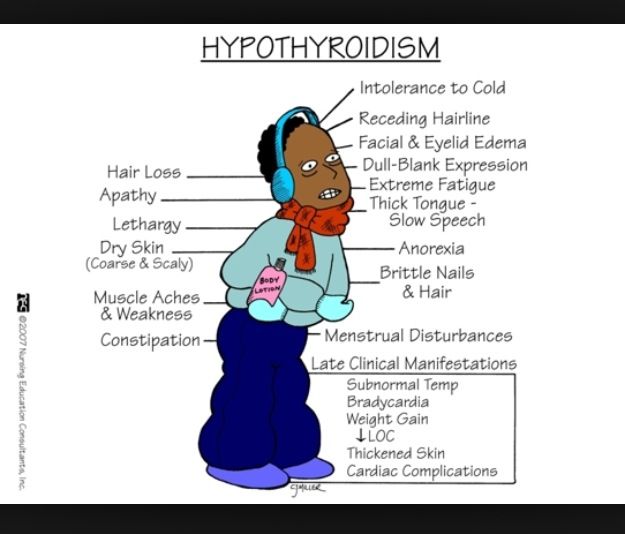 HYPOTHYROIDISM
Intolerance to Cold
Receding Hairline
Facial & Eyelid Edema
Dull-Blank Expression
Extreme Fatigue
Thick Tongue -
Slow Speech
Anorexia
Brittle Nails
& Hair
Menstrual Disturbances
Hair Loss
Apathy
Lethargy
Dry Skin
(Coarse & Scaly)
Muscle Aches
& Weakness
Constipation
BODY
LOTION
Late Clinical Manifestations
Subnormal Temp
Bradycardia
Weight Gain
↓LOC
Thickened Skin
Cardiac Complications
CJMILLER
©2007 Nursing Education Consultants, Inc.